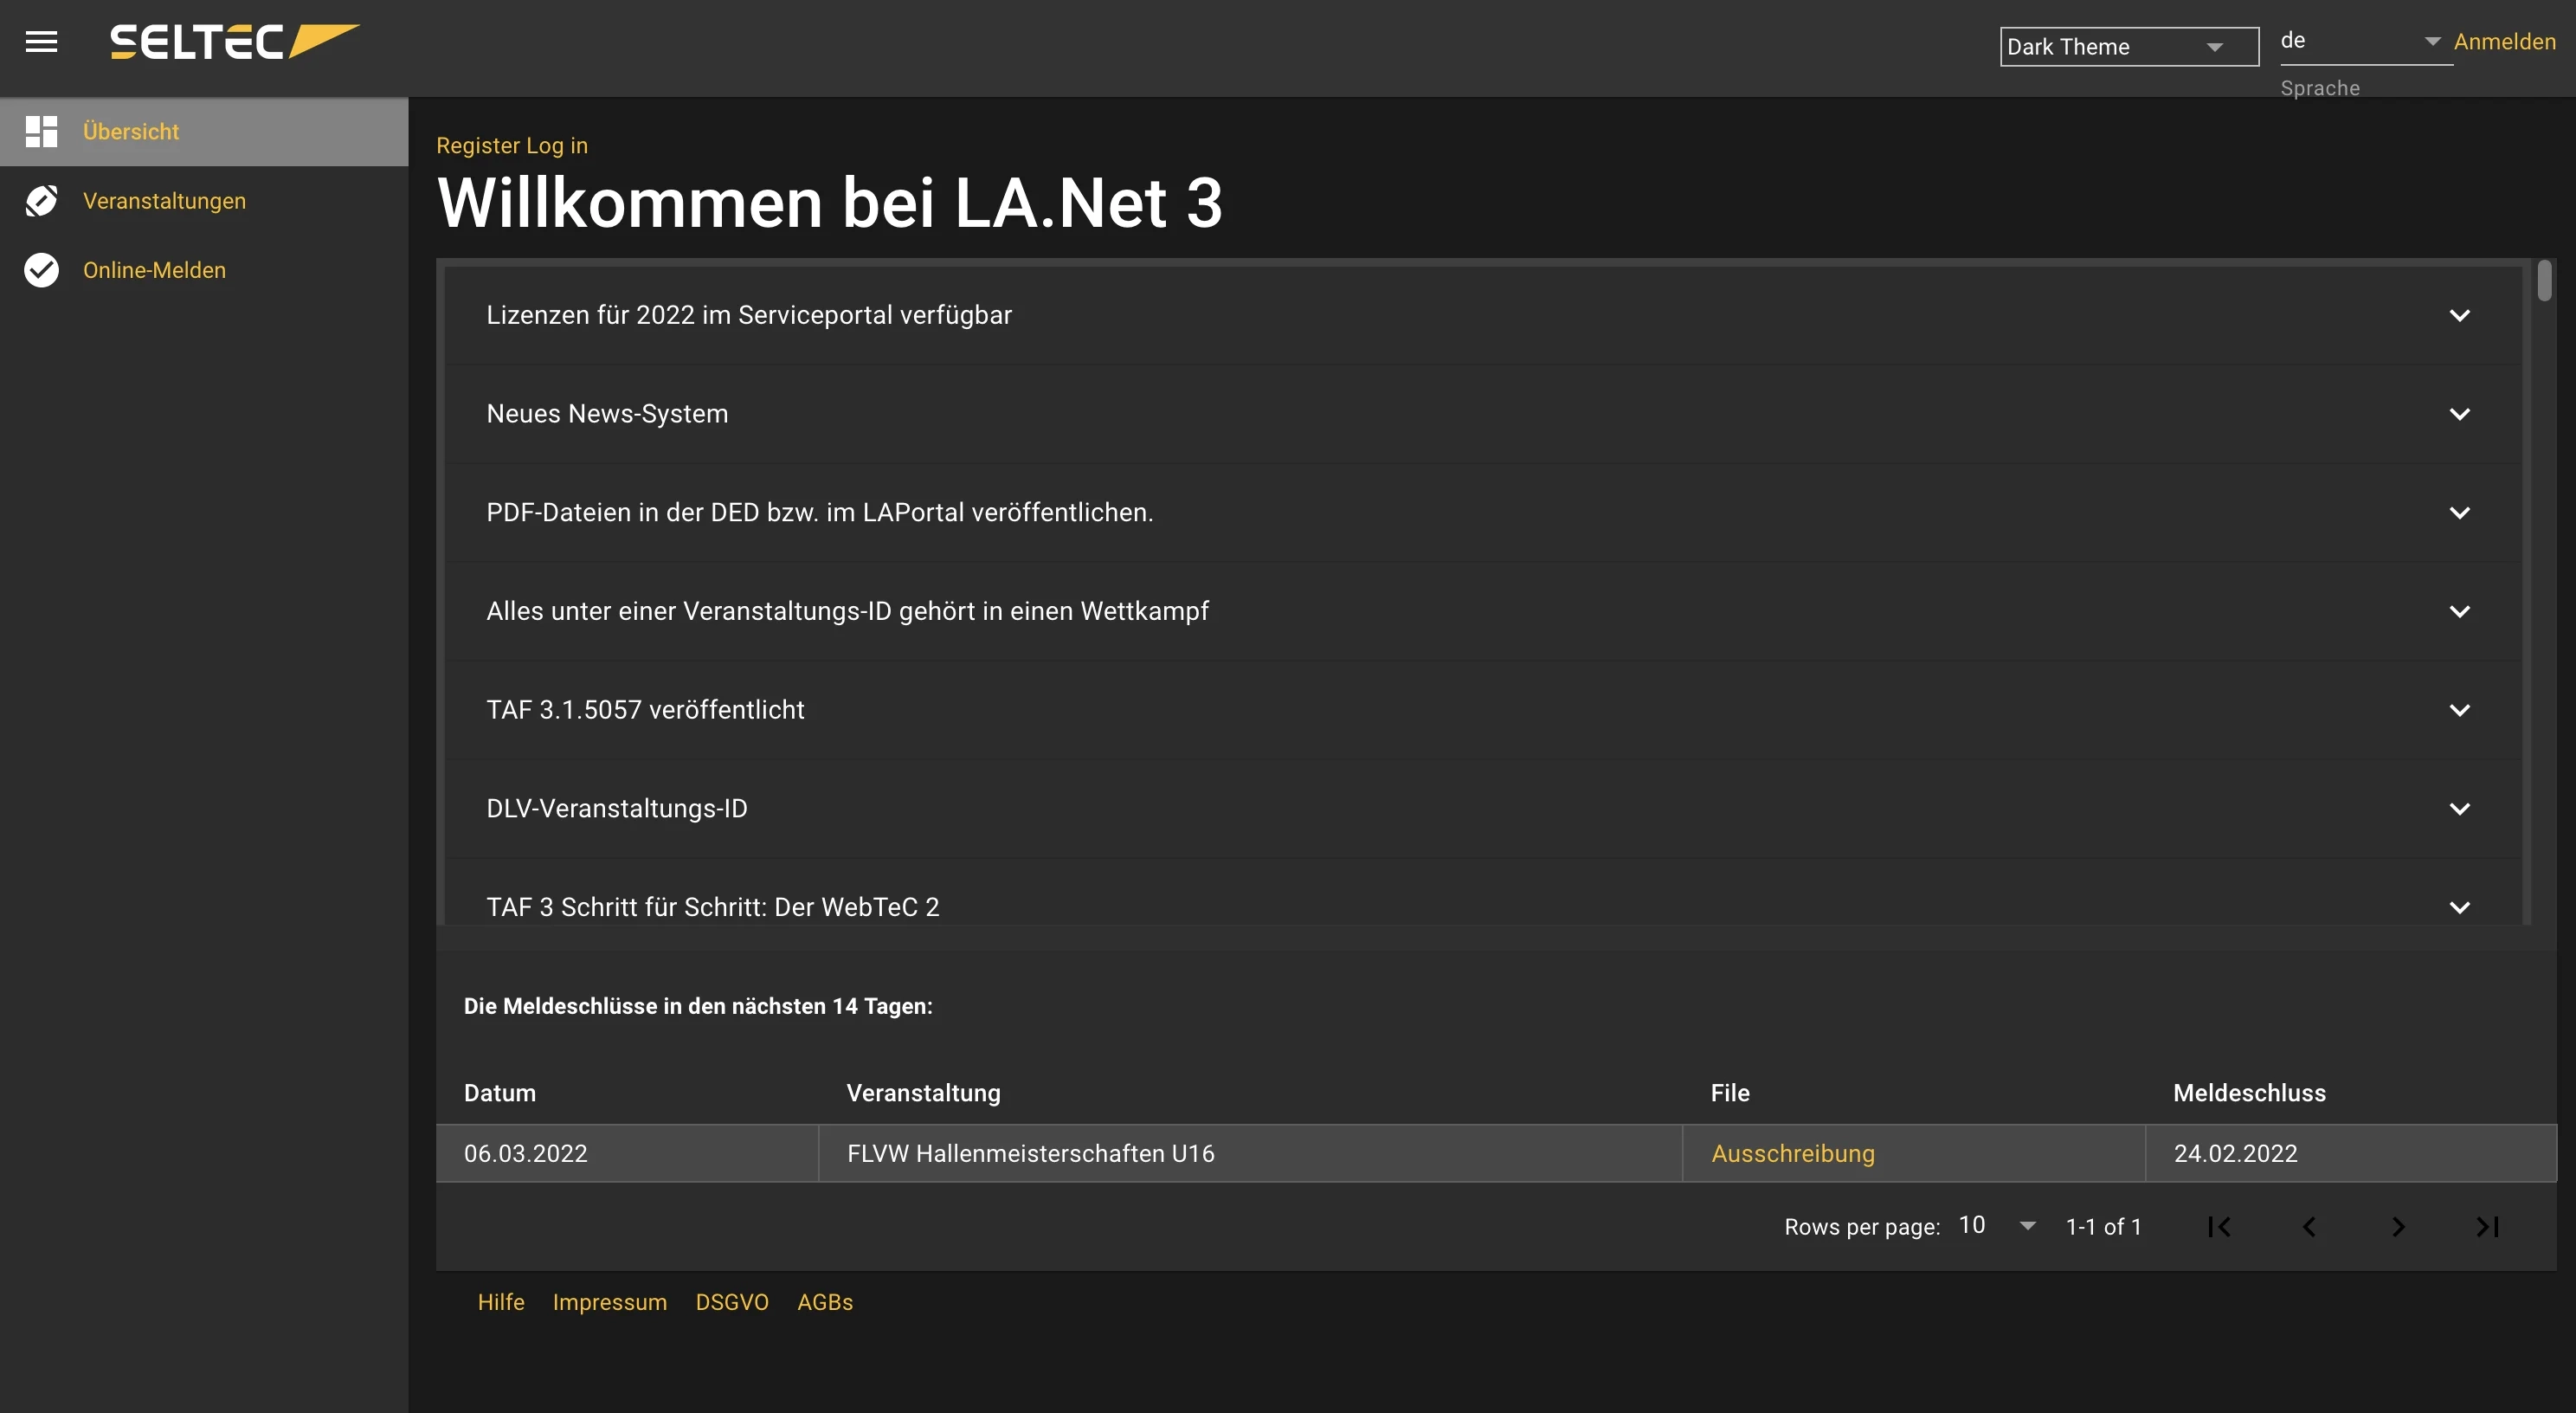 SELTEC
Dark Theme
de
Anmelden
Sprache
Übersicht
Veranstaltungen
Online-Melden
Register Log in
Willkommen bei LA.Net 3
Lizenzen für 2022 im Serviceportal verfügbar
Neues News-System
PDF-Dateien in der DED bzw. im LAPortal veröffentlichen.
Alles unter einer Veranstaltungs-ID gehört in einen Wettkampf
TAF 3.1.5057 veröffentlicht
DLV-Veranstaltungs-ID
TAF 3 Schritt für Schritt: Der WebTeC 2
Die Meldeschlüsse in den nächsten 14 Tagen:
Datum Veranstaltung File Meldeschluss
06.03.2022 FLVW Hallenmeisterschaften U16 Ausschreibung 24.02.2022
Rows per page: 10 1-1 of 1
Hilfe Impressum DSGVO AGBs